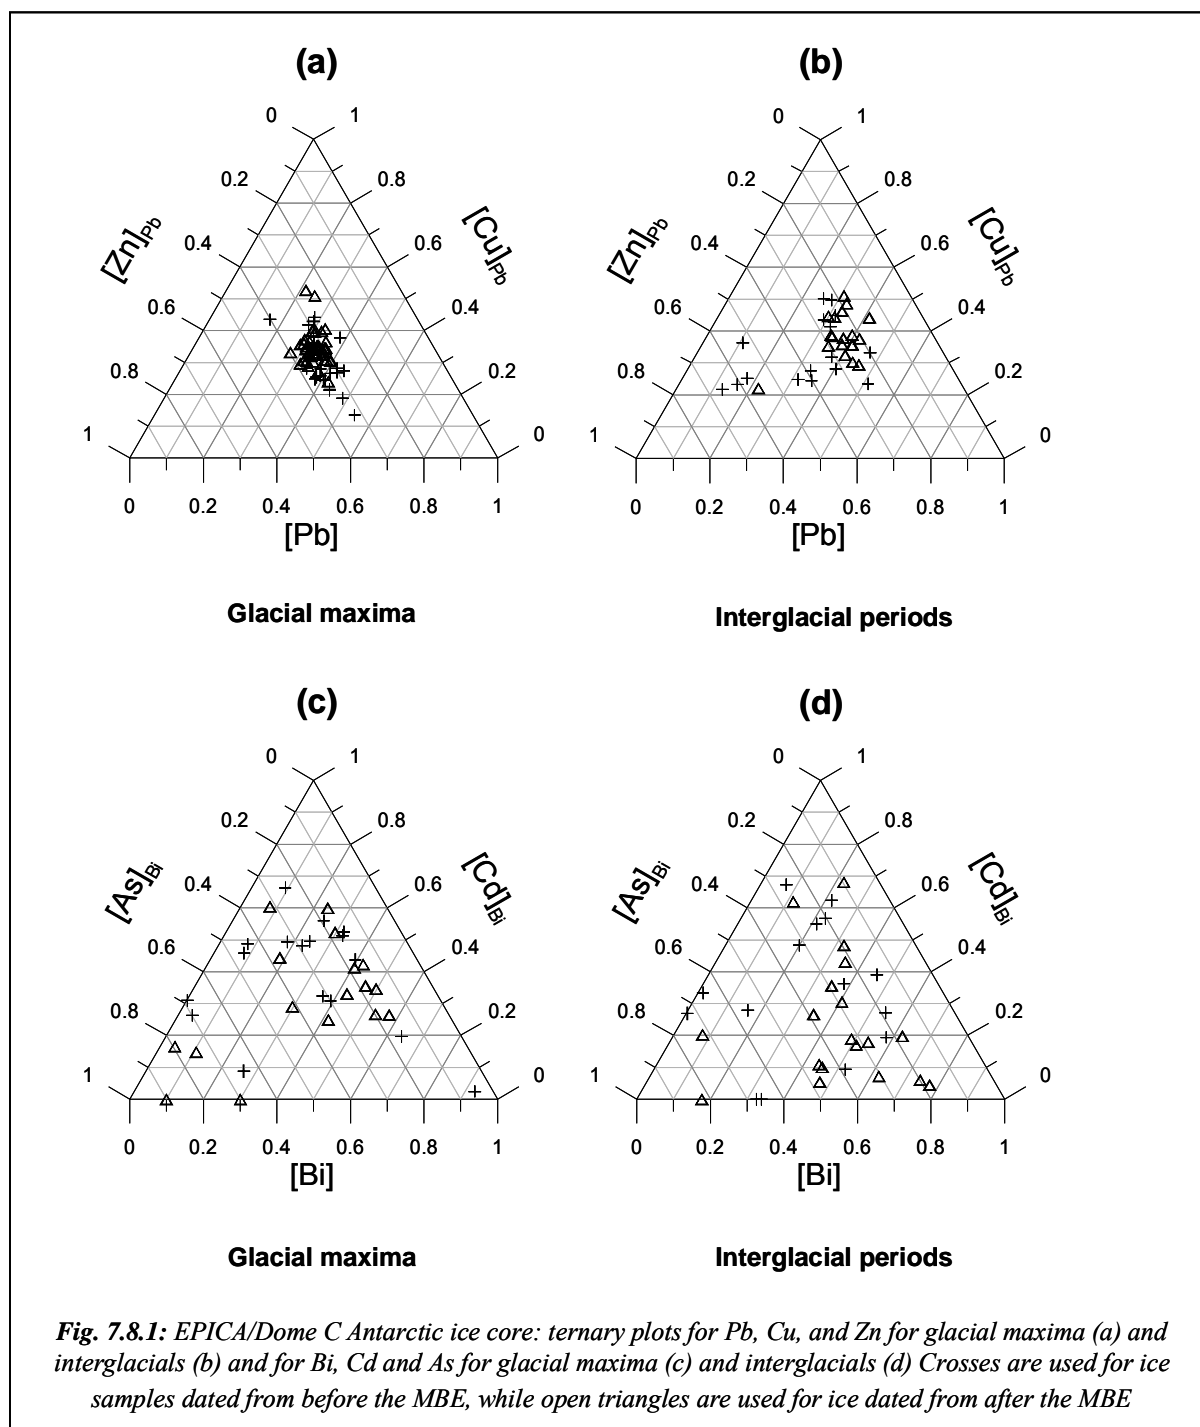 (a)
0 1
0.2 0.8
[Zn]Pb [Cu]Pb
0.4 0.6
0.6 0.4
0.8 0.2
1 0
0 0.2 0.4 0.6 0.8 1
[Pb]
Glacial maxima
(b)
0 1
0.2 0.8
[Zn]Pb [Cu]Pb
0.4 0.6
0.6 0.4
0.8 0.2
1 0
0 0.2 0.4 0.6 0.8 1
[Pb]
Interglacial periods
(c)
0 1
0.2 0.8
[As]Bi [Cd]Bi
0.4 0.6
0.6 0.4
0.8 0.2
1 0
0 0.2 0.4 0.6 0.8 1
[Bi]
Glacial maxima
(d)
0 1
0.2 0.8
[As]Bi [Cd]Bi
0.4 0.6
0.6 0.4
0.8 0.2
1 0
0 0.2 0.4 0.6 0.8 1
[Bi]
Interglacial periods
Fig. 7.8.1: EPICA/Dome C Antarctic ice core: ternary plots for Pb, Cu, and Zn for glacial maxima (a) and
interglacials (b) and for Bi, Cd and As for glacial maxima (c) and interglacials (d) Crosses are used for ice
samples dated from before the MBE, while open triangles are used for ice dated from after the MBE